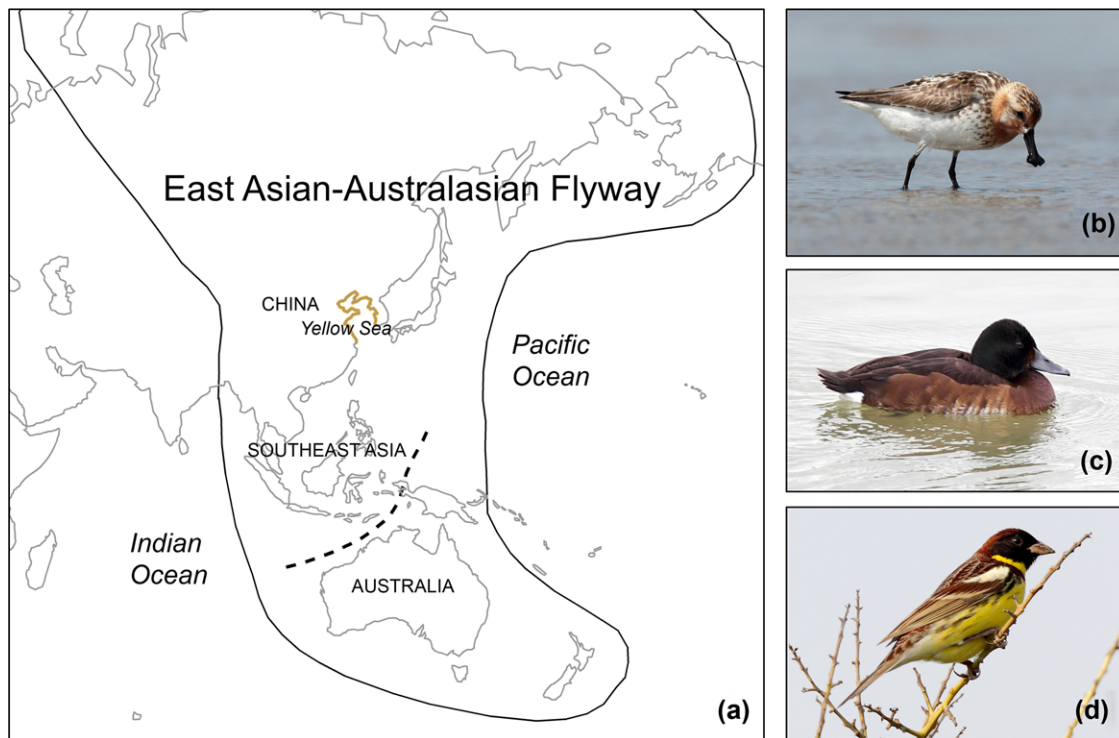 East Asian-Australasian Flyway
CHINA
Yellow Sea
Pacific
Ocean
SOUTHEAST ASIA
Indian
Ocean
AUSTRALIA
(a)
(b)
(c)
(d)